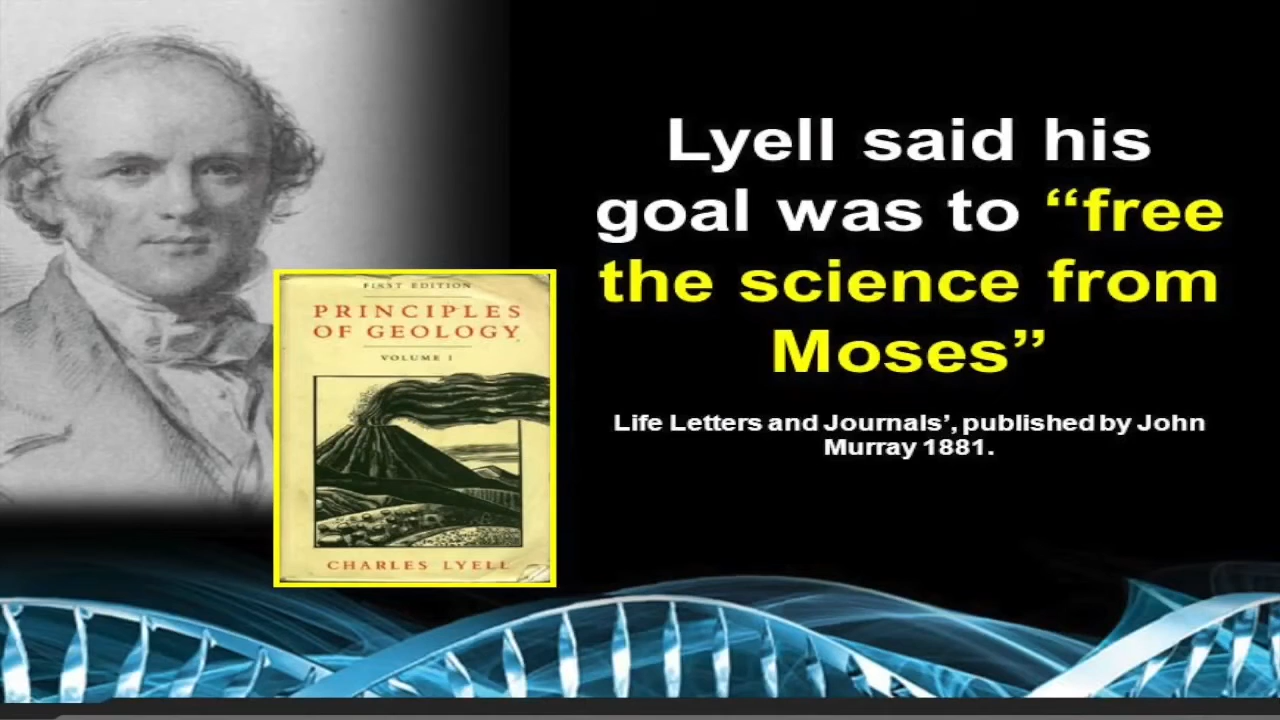 Lyell said his
goal was to “free
the science from
Moses”
Life Letters and Journals’, published by John
Murray 1881.
FIRST EDITION
PRINCIPLES
OF GEOLOGY
VOLUME I
CHARLES LYELL